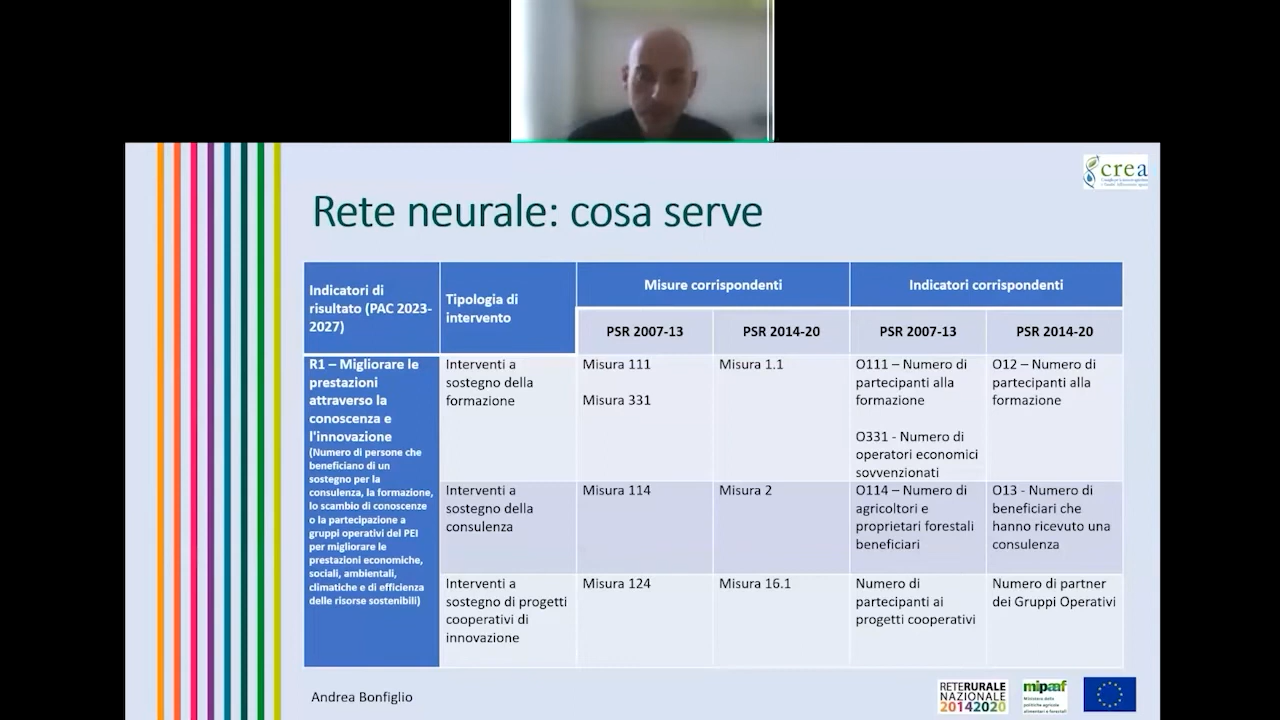 crea
Rete neurale: cosa serve
Indicatori di
risultato (PAC 2023-
2027)
Tipologia di
intervento
Misure corrispondenti
Indicatori corrispondenti
PSR 2007-13
PSR 2014-20
PSR 2007-13
PSR 2014-20
R1 – Migliorare le
prestazioni
attraverso la
conoscenza e
l'innovazione
(Numero di persone che
beneficiano di un
sostegno per la
consulenza, la formazione,
lo scambio di conoscenze
o la partecipazione a
gruppi operativi del PEI
per migliorare le
prestazioni economiche,
sociali, ambientali,
climatiche e di efficienza
delle risorse sostenibili)
Interventi a
sostegno della
formazione
Misura 111
Misura 331
Misura 1.1
O111 – Numero di
partecipanti alla
formazione
O331 - Numero di
operatori economici
sovvenzionati
O12 – Numero di
partecipanti alla
formazione
Interventi a
sostegno della
consulenza
Misura 114
Misura 2
O114 – Numero di
agricoltori e
proprietari forestali
beneficiari
O13 - Numero di
beneficiari che
hanno ricevuto una
consulenza
Interventi a
sostegno di progetti
cooperativi di
innovazione
Misura 124
Misura 16.1
Numero di
partecipanti ai
progetti cooperativi
Numero di partner
dei Gruppi Operativi
Andrea Bonfiglio
RETERURALE
NAZIONALE
20142020
mipaaf